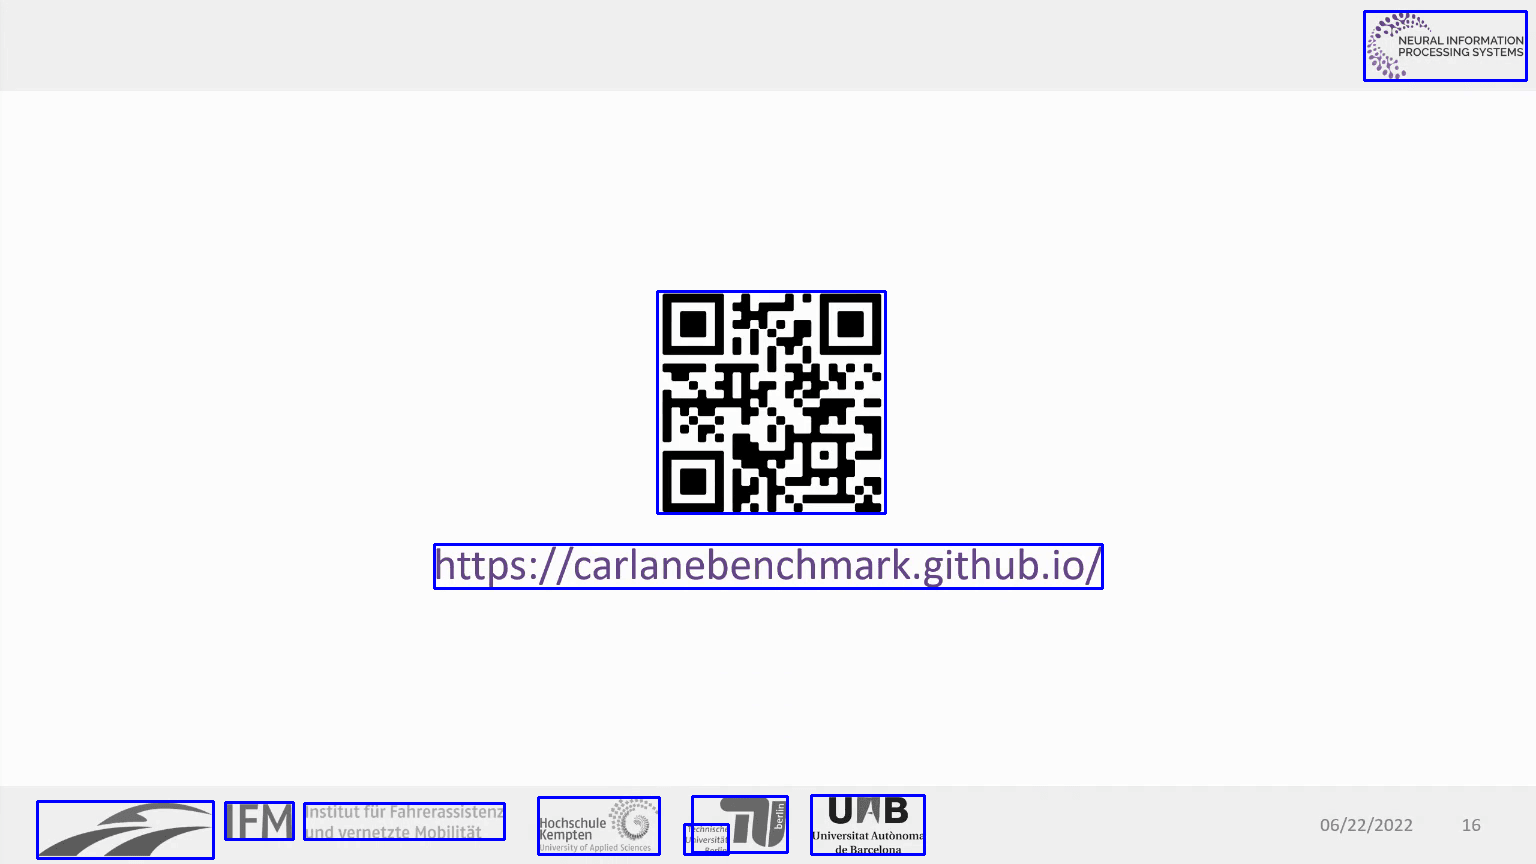 NEURAL INFORMATION
PROCESSING SYSTEMS
https://carlanebenchmark.github.io/
IFM
Institut für Fahrerassistenz
und vernetzte Mobilität
Hochschule
Kempten
University of Applied Sciences
Technische
Universität
Berlin
berlin
UAB
Universitat Autònoma
de Barcelona
06/22/2022
16